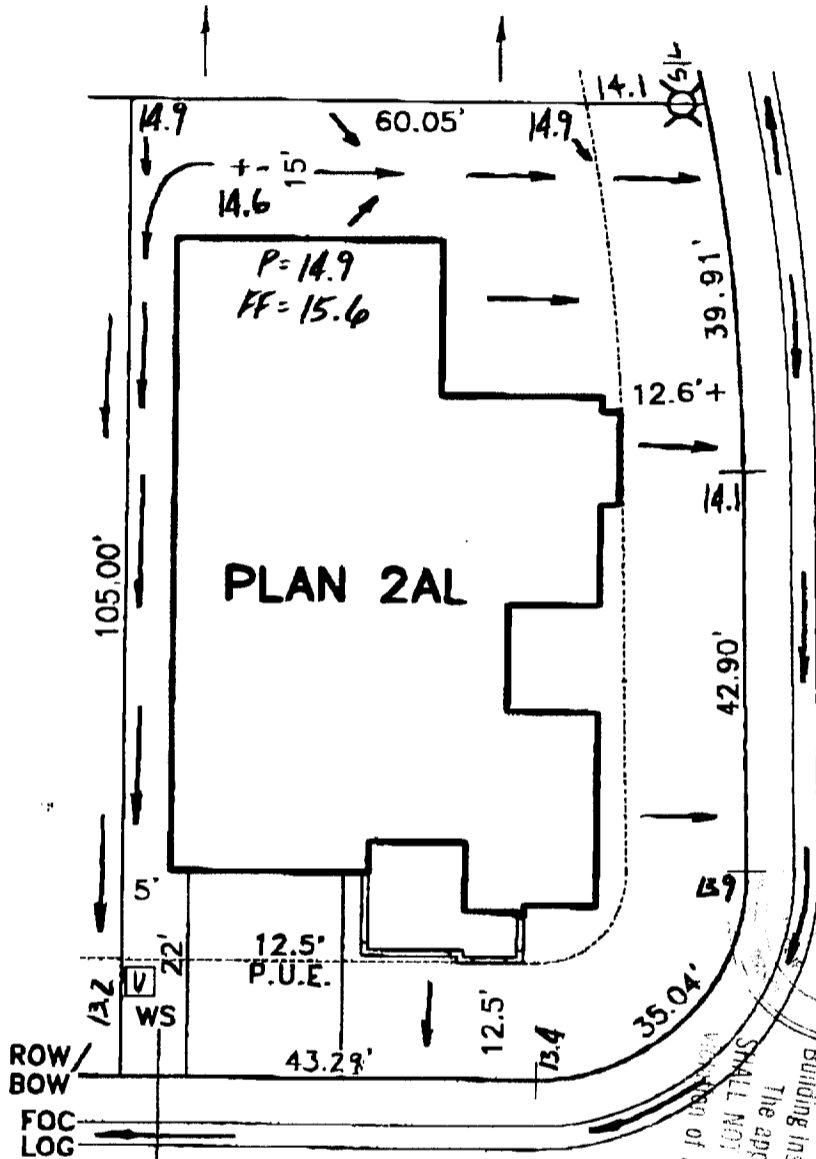 14.1
S/L
14.9
60.05'
14.9
+-
15'
14.6
P=14.9
FF=15.6
39.91'
12.6'+
14.1
105.00'
PLAN 2AL
42.90'
13.9
5'
22'
12.5'
P.U.E.
13.2
V
WS
12.5'
13.4
35.04'
43.29'
ROW/
BOW
FOC
LOG
Building
The
SHALL NOT
of